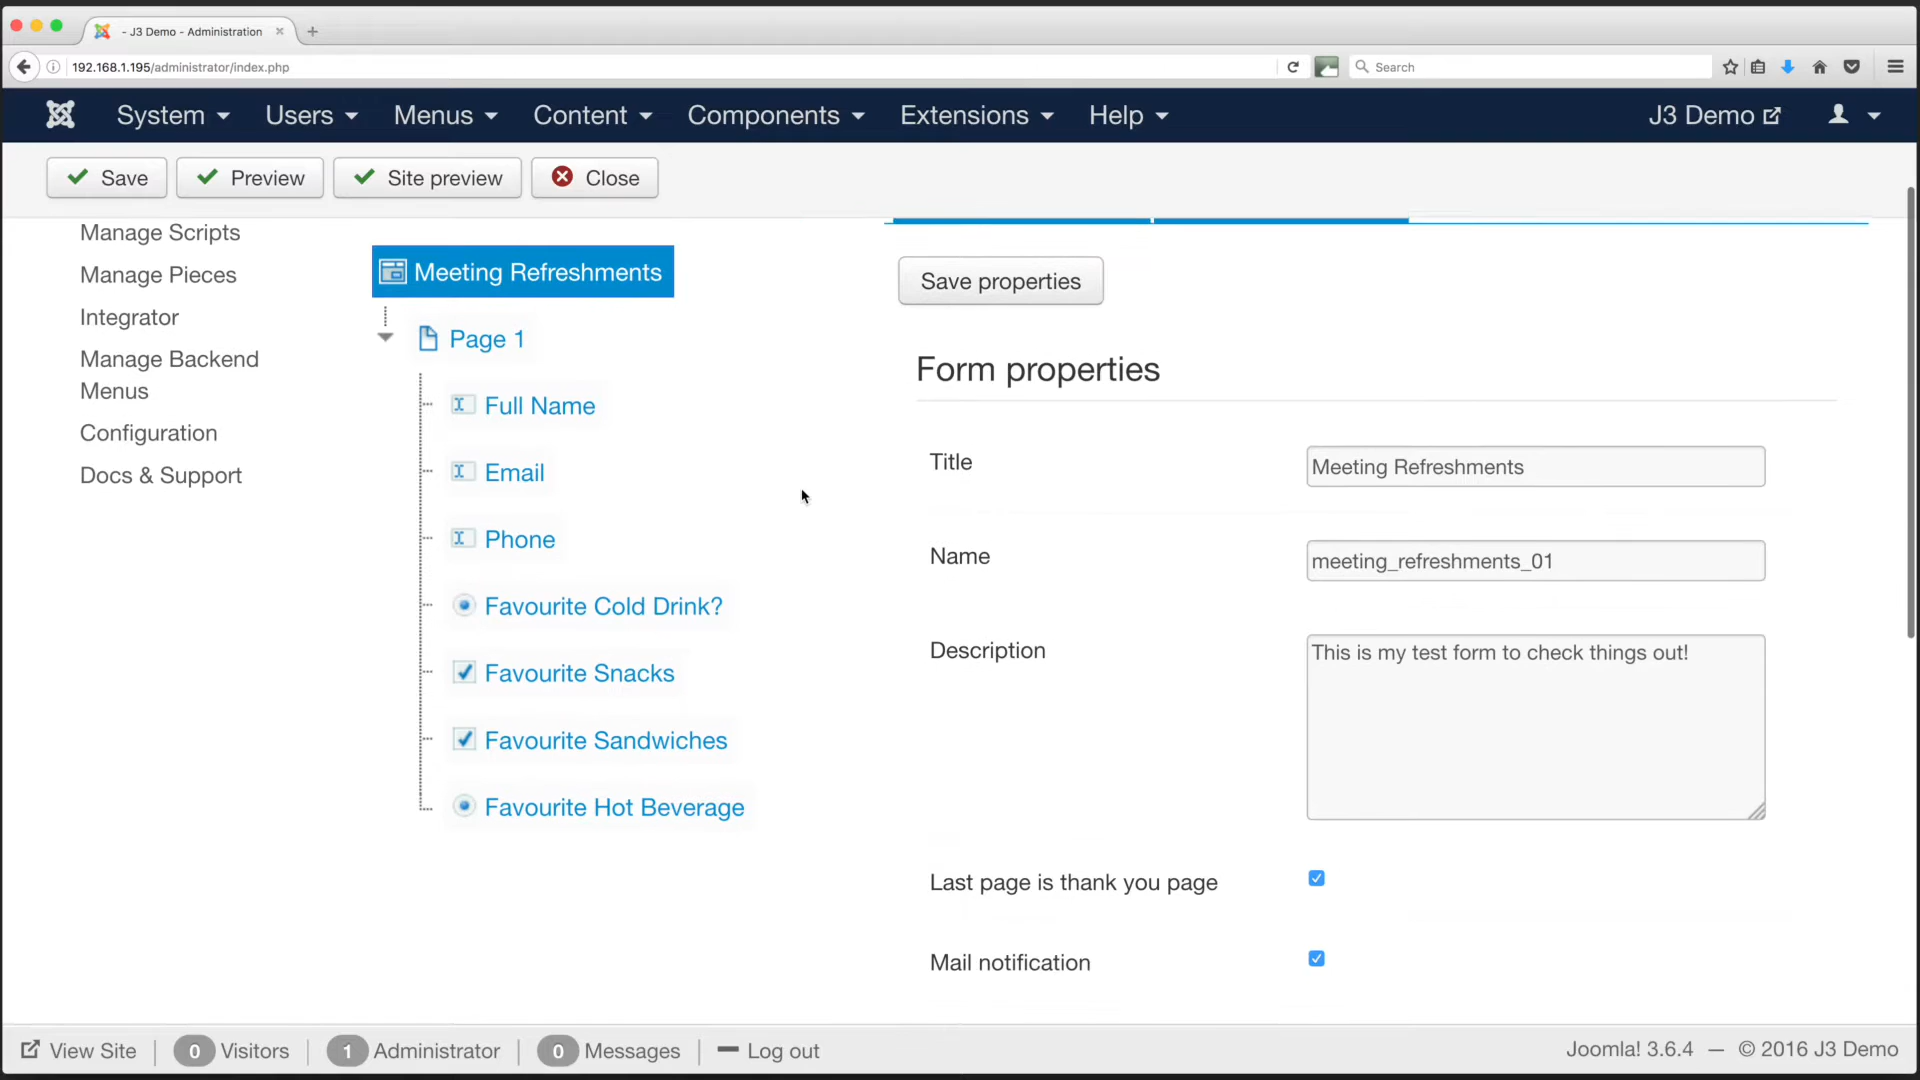 - J3 Demo - Administration
192.168.1.195/administrator/index.php
Search
System Users Menus Content Components Extensions Help J3 Demo
Save Preview Site preview Close
Manage Scripts
Manage Pieces
Integrator
Manage Backend
Menus
Configuration
Docs & Support
Meeting Refreshments
Page 1
Full Name
Email
Phone
Favourite Cold Drink?
Favourite Snacks
Favourite Sandwiches
Favourite Hot Beverage
Save properties
Form properties
Title Meeting Refreshments
Name meeting_refreshments_01
Description This is my test form to check things out!
Last page is thank you page
Mail notification
View Site 0 Visitors 1 Administrator 0 Messages Log out Joomla! 3.6.4 — © 2016 J3 Demo